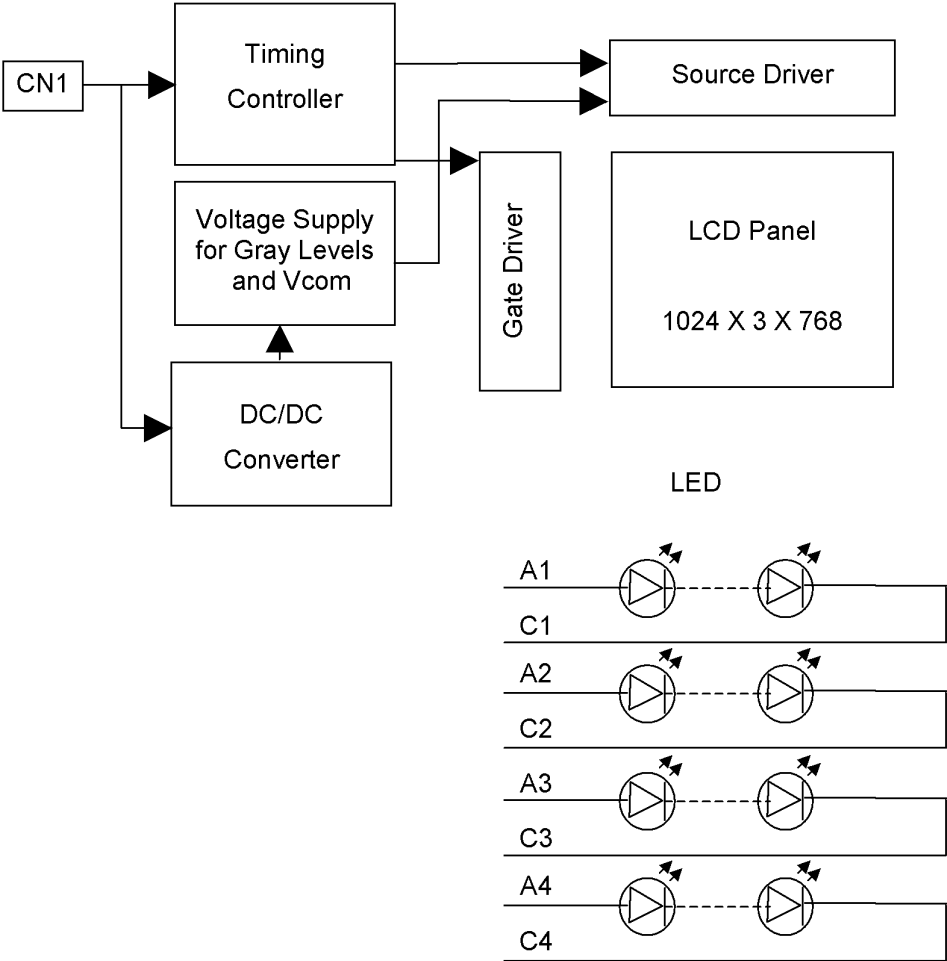 CN1
Timing
Controller
Source Driver
Voltage Supply
for Gray Levels
and Vcom
Gate Driver
LCD Panel
1024 X 3 X 768
DC/DC
Converter
LED
A1
C1
A2
C2
A3
C3
A4
C4